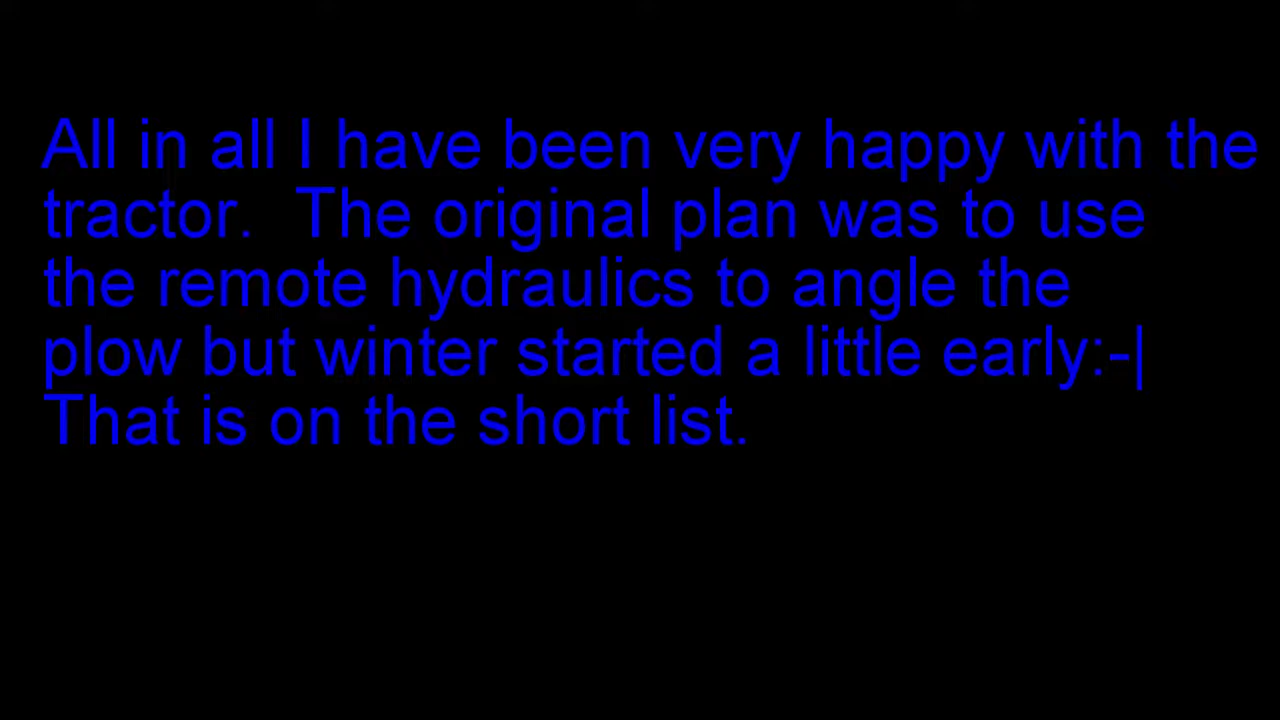 All in all I have been very happy with the
tractor.  The original plan was to use
the remote hydraulics to angle the
plow but winter started a little early:-|
That is on the short list.